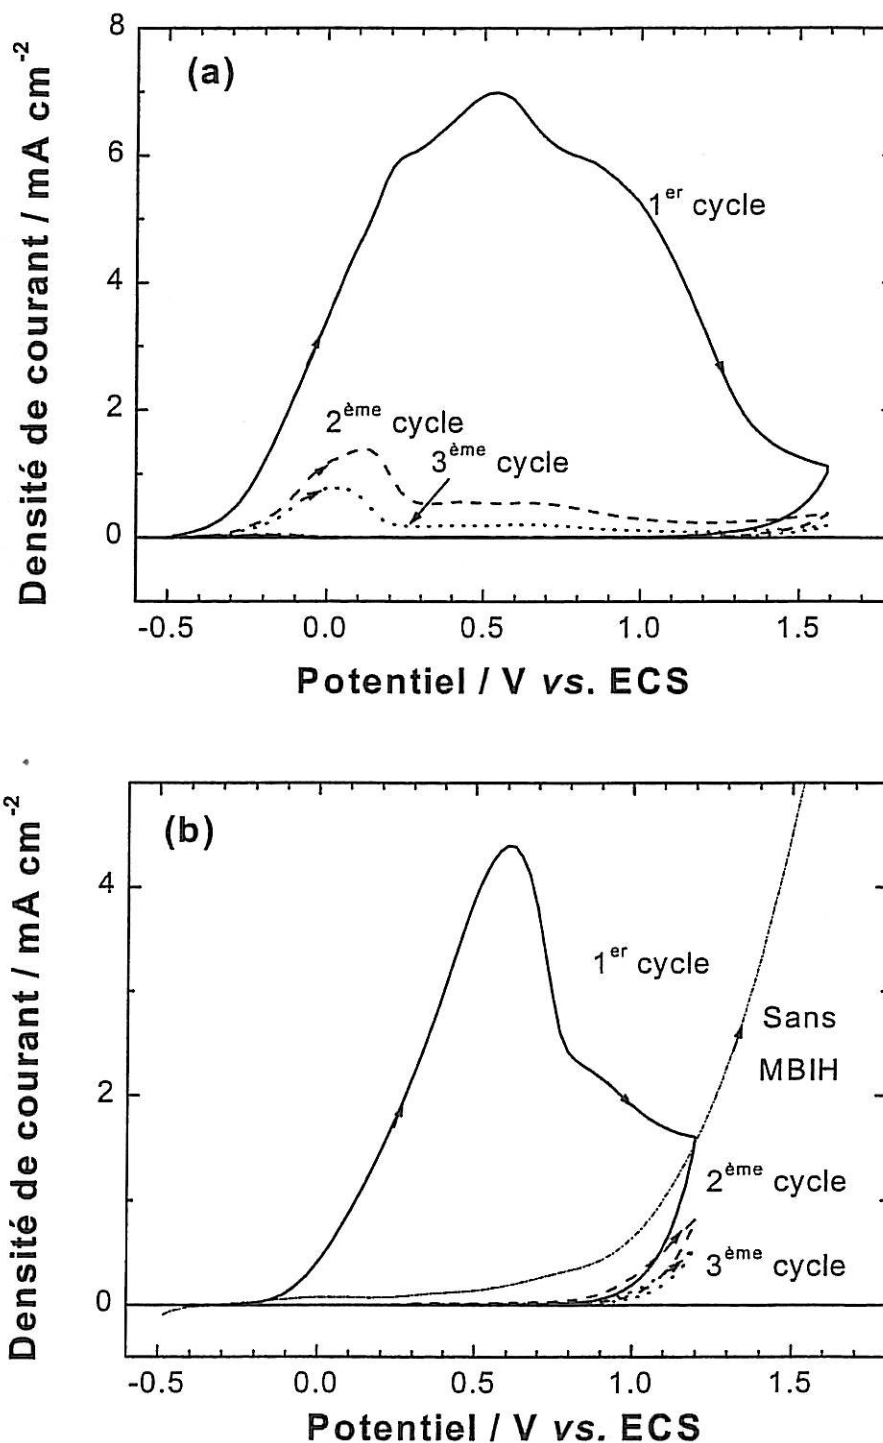 (a)
Densité de courant / mA cm-2
8
6
4
2
0
1er cycle
2ème cycle
3ème cycle
-0.5 0.0 0.5 1.0 1.5
Potentiel / V vs. ECS
(b)
Densité de courant / mA cm-2
4
2
0
1er cycle
Sans
MBIH
2ème cycle
3ème cycle
-0.5 0.0 0.5 1.0 1.5
Potentiel / V vs. ECS